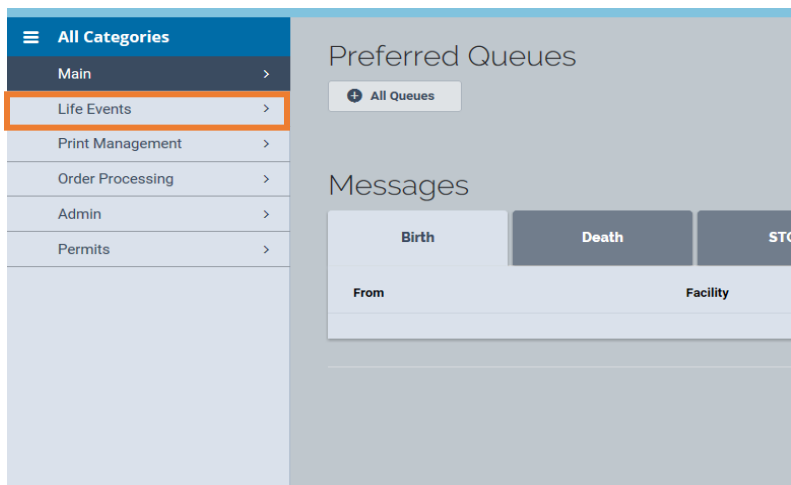 All Categories
Main
Life Events
Print Management
Order Processing
Admin
Permits
Preferred Queues
All Queues
Messages
Birth Death
From Facility